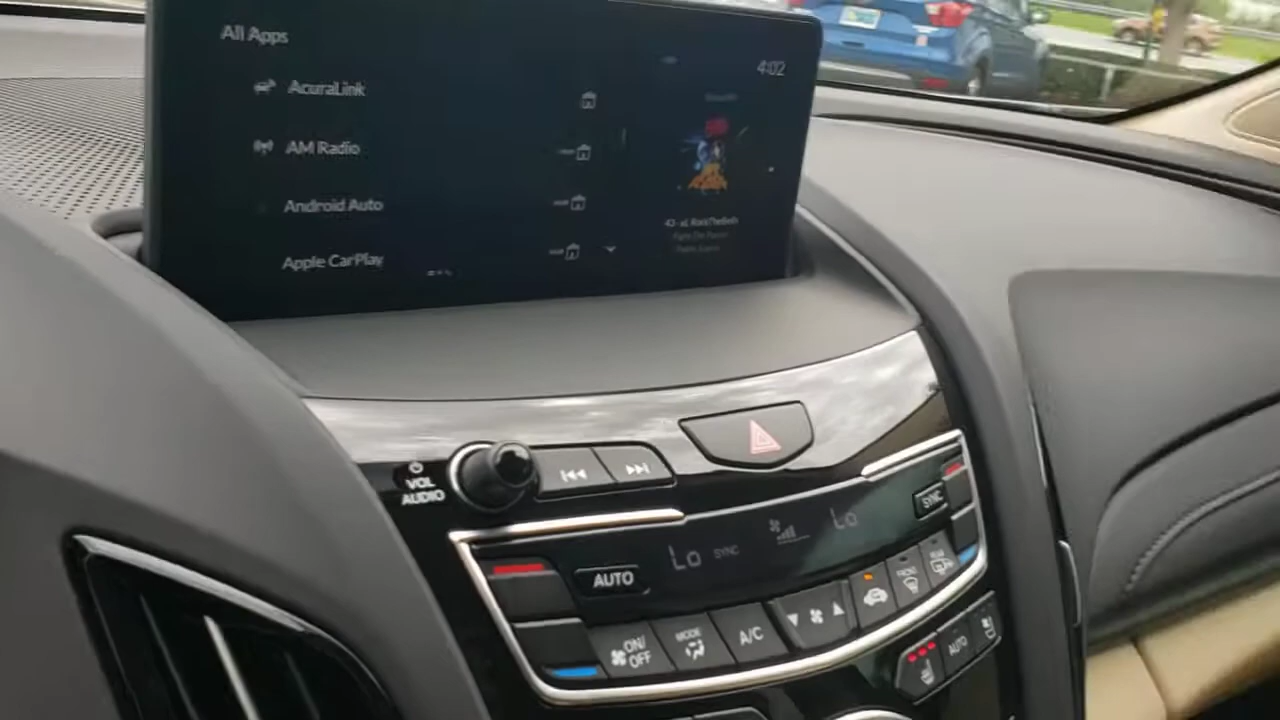 All Apps
4:02
AcuraLink
AM Radio
Android Auto
Apple CarPlay
VOL
AUDIO
SYNC
Lo
SYNC
Lo
AUTO
ON/
OFF
MODE
A/C
AUTO